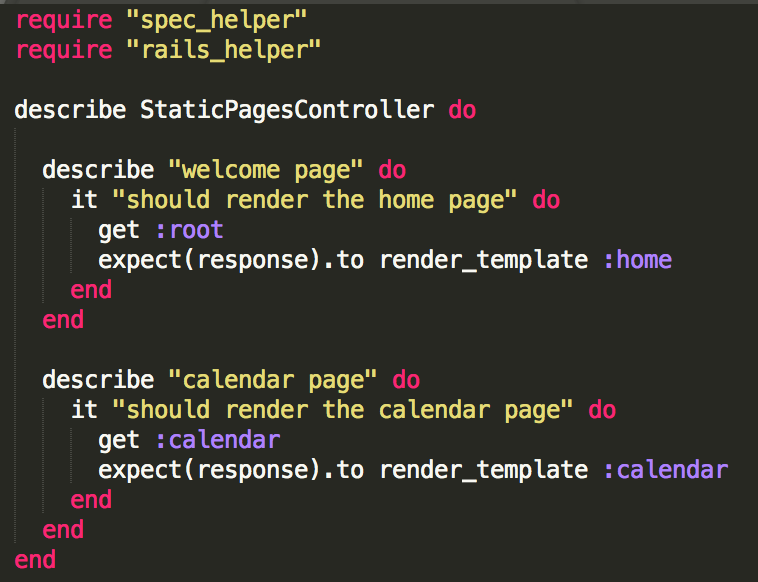 require "spec_helper"
require "rails_helper"

describe StaticPagesController do

  describe "welcome page" do
    it "should render the home page" do
      get :root
      expect(response).to render_template :home
    end
  end

  describe "calendar page" do
    it "should render the calendar page" do
      get :calendar
      expect(response).to render_template :calendar
    end
  end
end